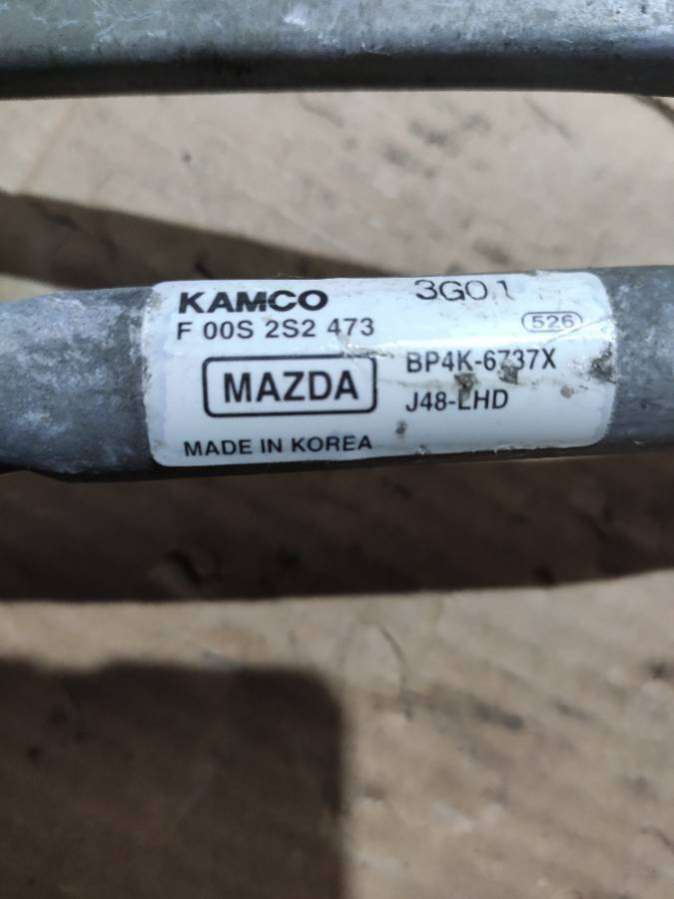 KAMCO 3G01
F 00S 2S2 473 526
MAZDA BP4K-6737X
J48-LHD
MADE IN KOREA